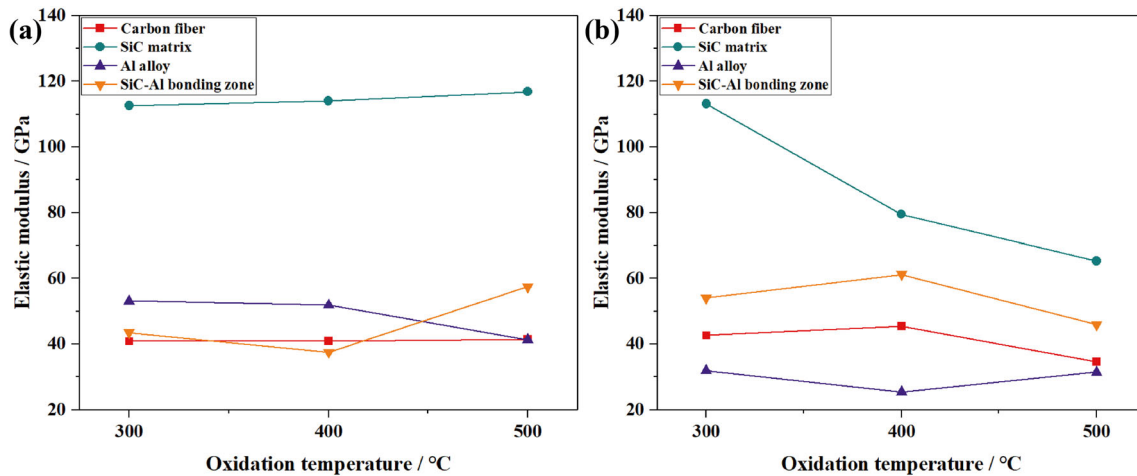 (a)
Carbon fiber
SiC matrix
Al alloy
SiC-Al bonding zone
Elastic modulus / GPa
140
120
100
80
60
40
20
300
400
500
Oxidation temperature / °C
(b)
Carbon fiber
SiC matrix
Al alloy
SiC-Al bonding zone
Elastic modulus / GPa
140
120
100
80
60
40
20
300
400
500
Oxidation temperature / °C